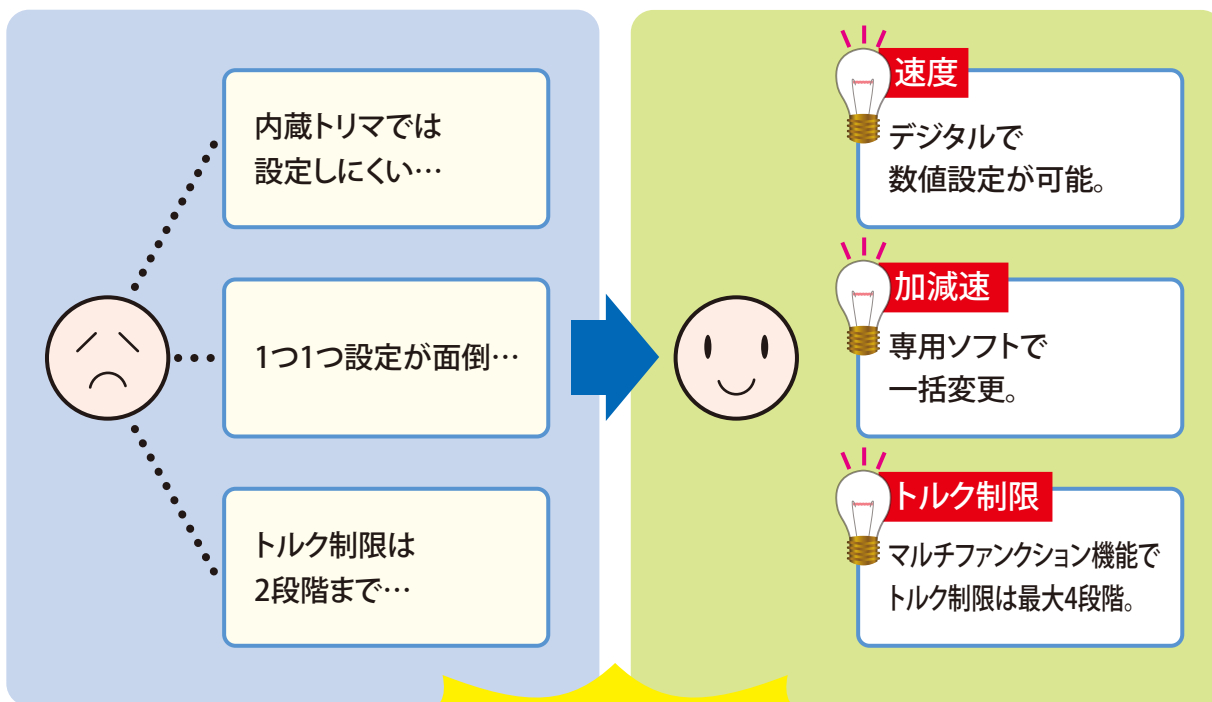 内蔵トリマでは
設定しにくい…
1つ1つ設定が面倒…
トルク制限は
2段階まで…
速度
デジタルで
数値設定が可能。
加減速
専用ソフトで
一括変更。
トルク制限
マルチファンクション機能で
トルク制限は最大4段階。